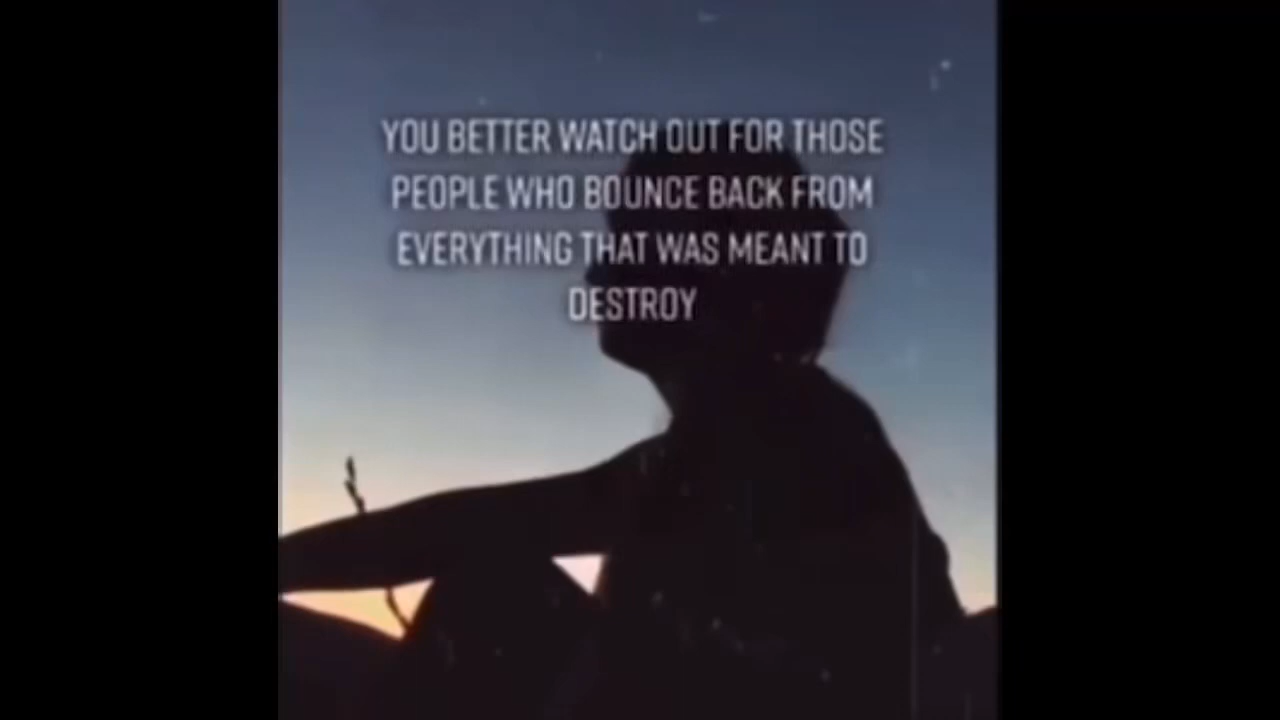 YOU BETTER WATCH OUT FOR THOSE
PEOPLE WHO BOUNCE BACK FROM
EVERYTHING THAT WAS MEANT TO
DESTROY